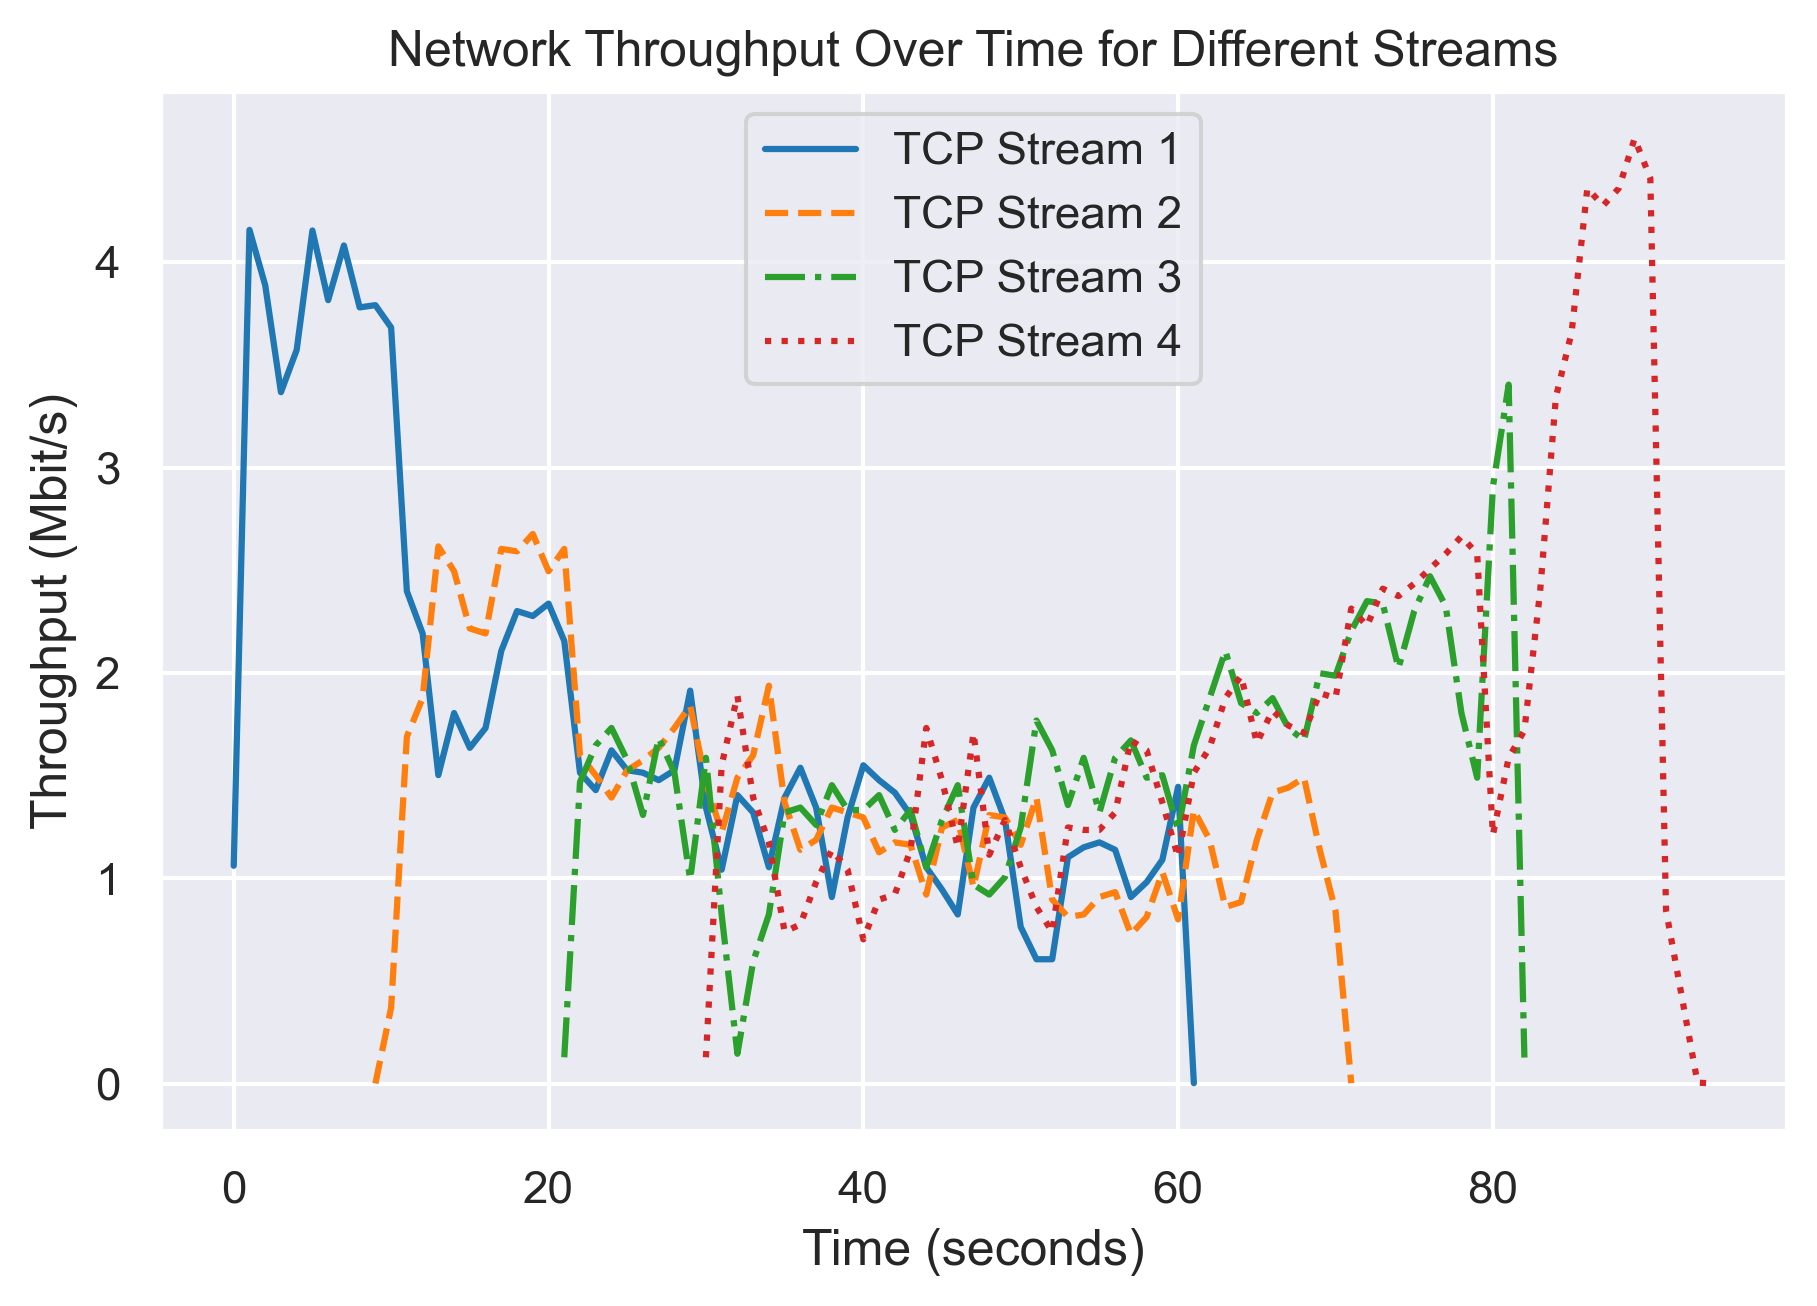 Network Throughput Over Time for Different Streams
TCP Stream 1
TCP Stream 2
TCP Stream 3
TCP Stream 4
Throughput (Mbit/s)
4
3
2
1
0
0 20 40 60 80
Time (seconds)